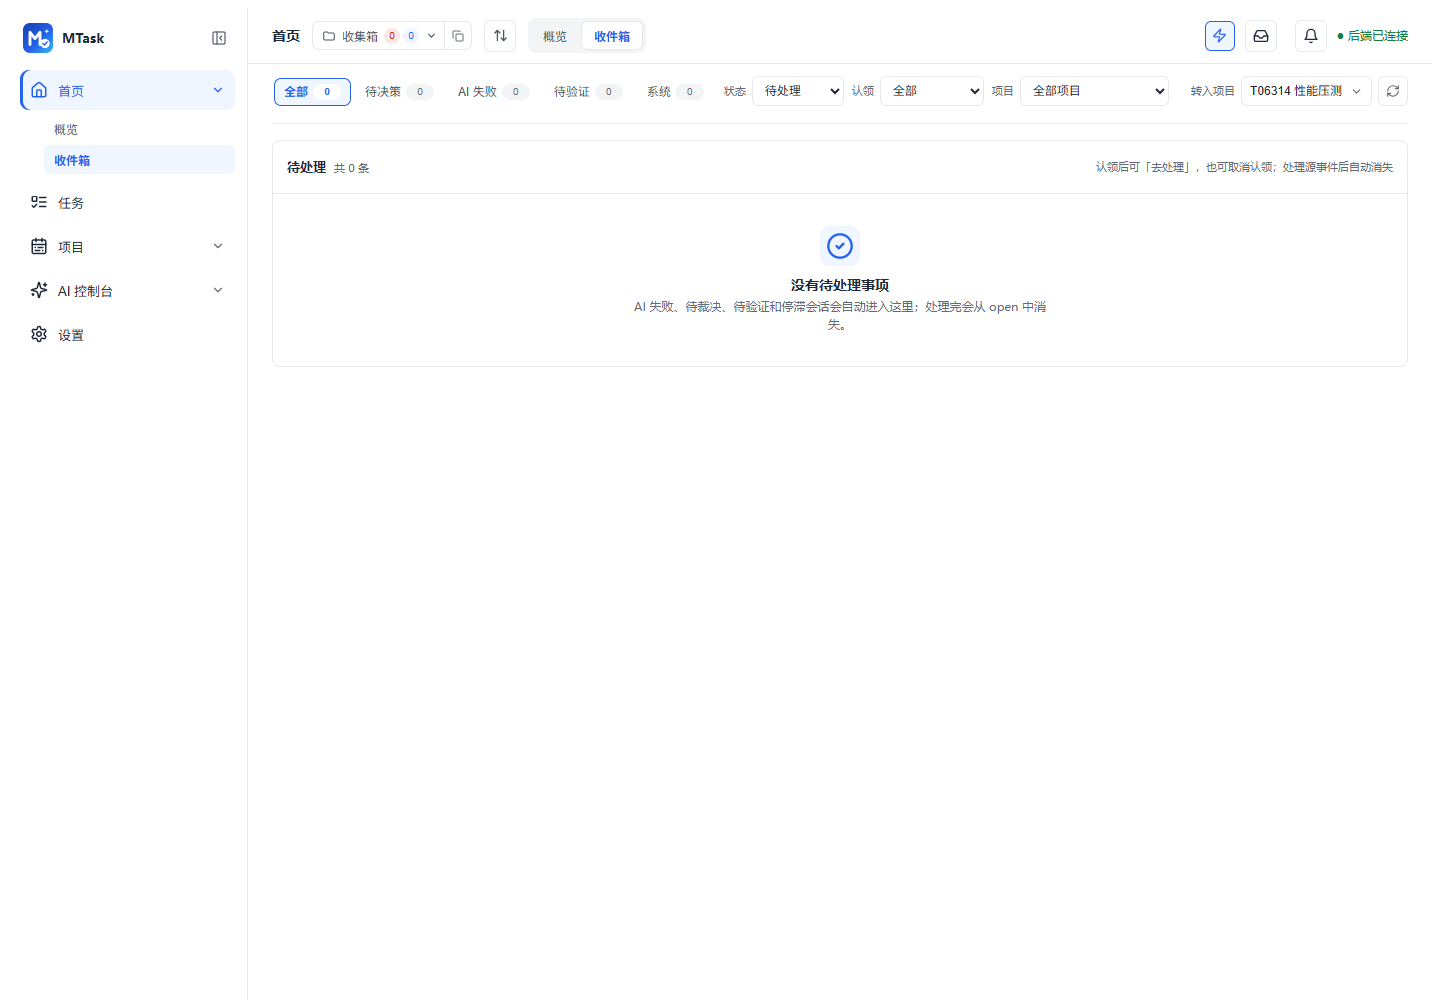 MTask
首页
概览
收件箱
任务
项目
AI 控制台
设置
首页 收集箱 0 0 概览 收件箱 后端已连接
全部 0 待决策 0 AI 失败 0 待验证 0 系统 0 状态 待处理 认领 全部 项目 全部项目 转入项目 T06314 性能压测
待处理 共 0 条 认领后可「去处理」，也可取消认领；处理源事件后自动消失
没有待处理事项
AI 失败、待裁决、待验证和停滞会话会自动进入这里；处理完会从 open 中消
失。